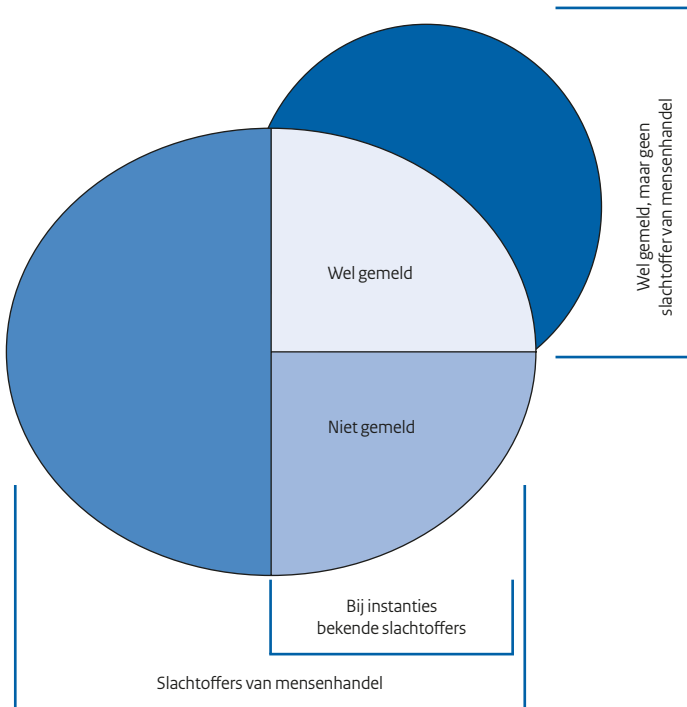 Wel gemeld, maar geen
slachtoffer van mensenhandel
Wel gemeld
Niet gemeld
Bij instanties
bekende slachtoffers
Slachtoffers van mensenhandel